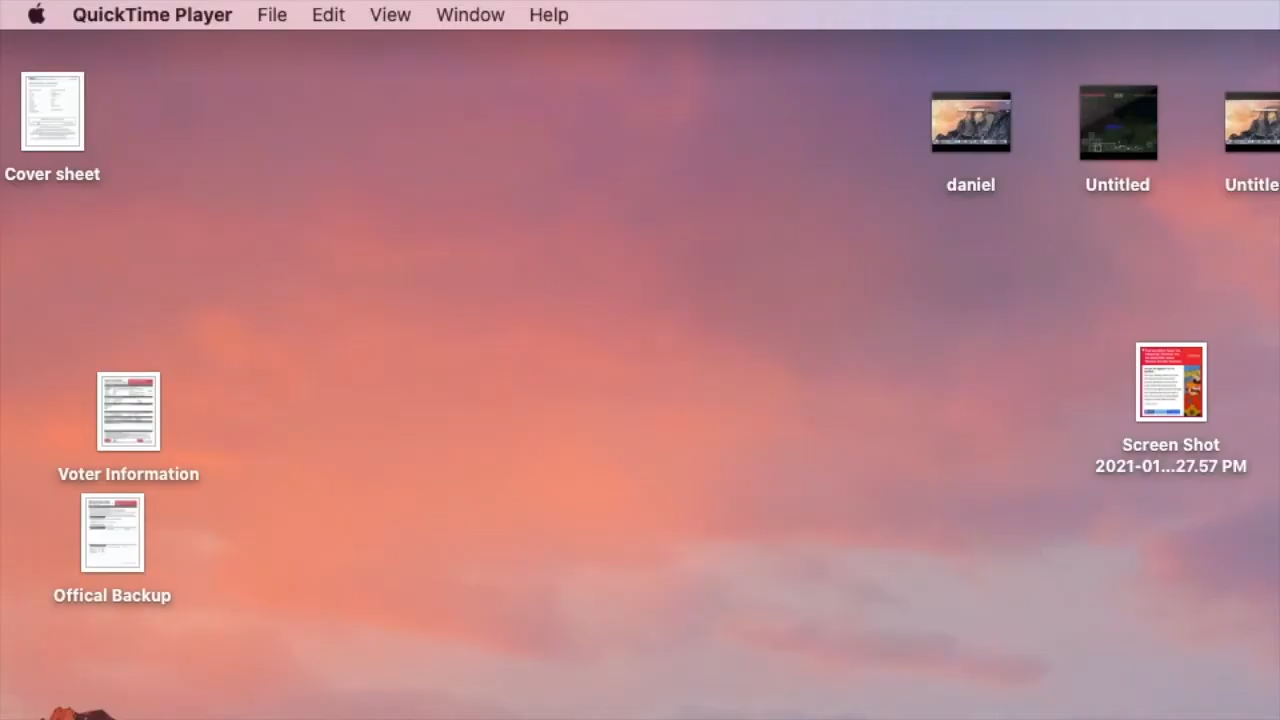 QuickTime Player File Edit View Window Help
Cover sheet
daniel
Untitled
Untitle
Screen Shot
2021-01...27.57 PM
Voter Information
Offical Backup